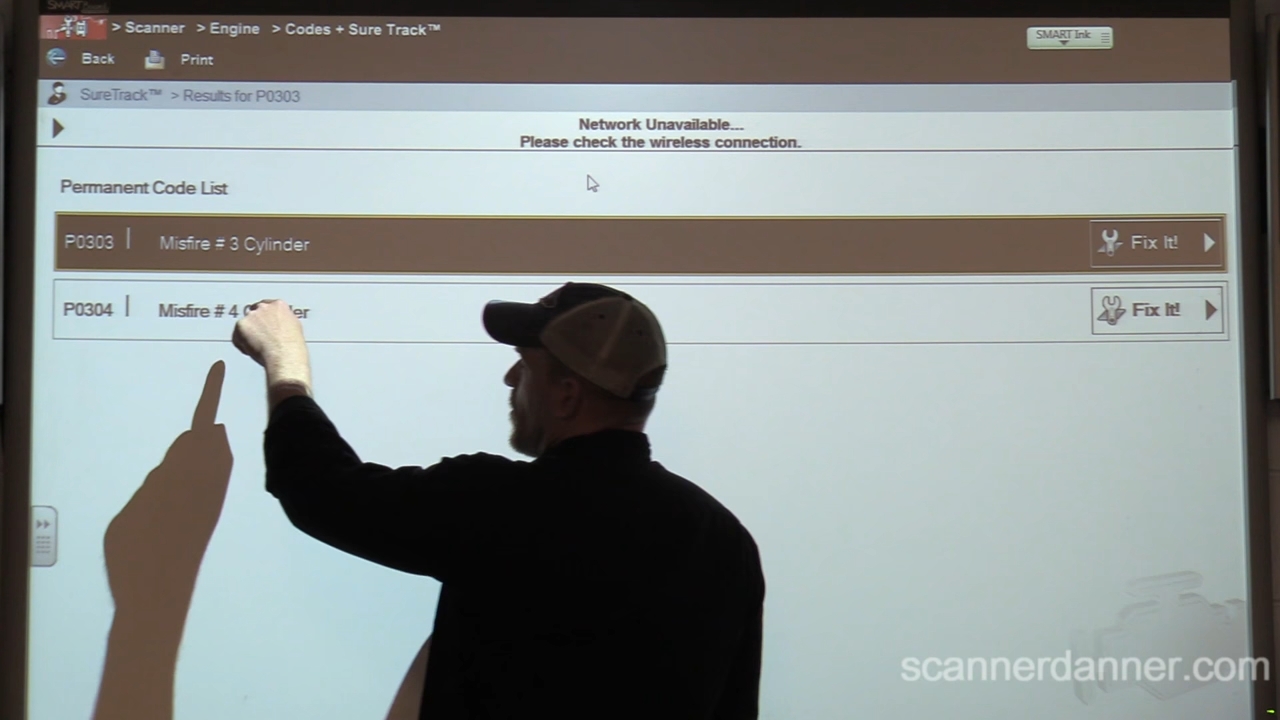 SMART
> Scanner > Engine > Codes + Sure Track™
SMART Ink
Back Print
SureTrack™ > Results for P0303
Network Unavailable...
Please check the wireless connection.
Permanent Code List
P0303 | Misfire # 3 Cylinder Fix It!
P0304 | Misfire # 4 C der Fix It!
scannerdanner.com